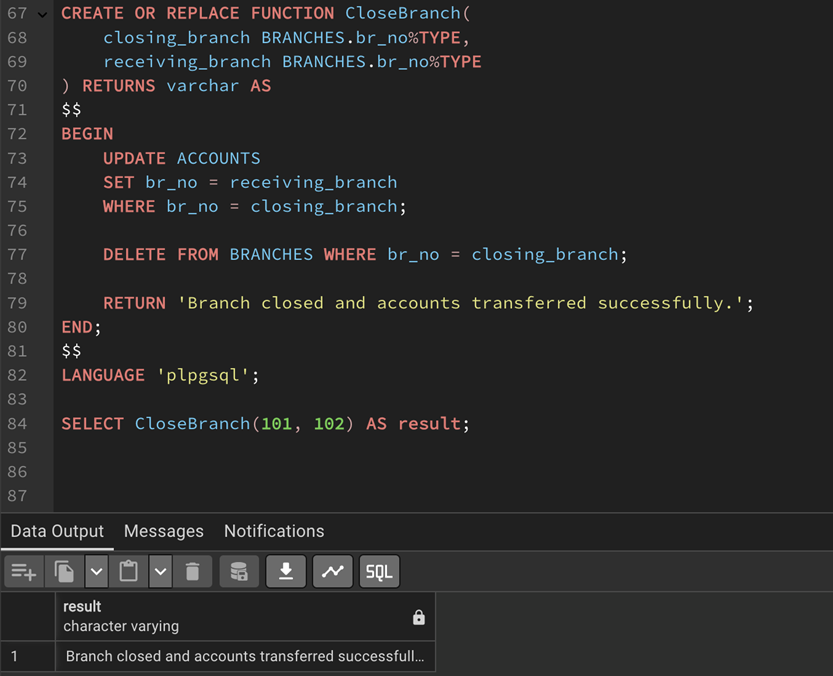 67 CREATE OR REPLACE FUNCTION CloseBranch(
68 closing_branch BRANCHES.br_no%TYPE,
69 receiving_branch BRANCHES.br_no%TYPE
70 ) RETURNS varchar AS
71 $$
72 BEGIN
73 UPDATE ACCOUNTS
74 SET br_no = receiving_branch
75 WHERE br_no = closing_branch;
76
77 DELETE FROM BRANCHES WHERE br_no = closing_branch;
78
79 RETURN 'Branch closed and accounts transferred successfully.';
80 END;
81 $$
82 LANGUAGE 'plpgsql';
83
84 SELECT CloseBranch(101, 102) AS result;
85
86
87
Data Output Messages Notifications
SQL
result
character varying
1 Branch closed and accounts transferred successfull...